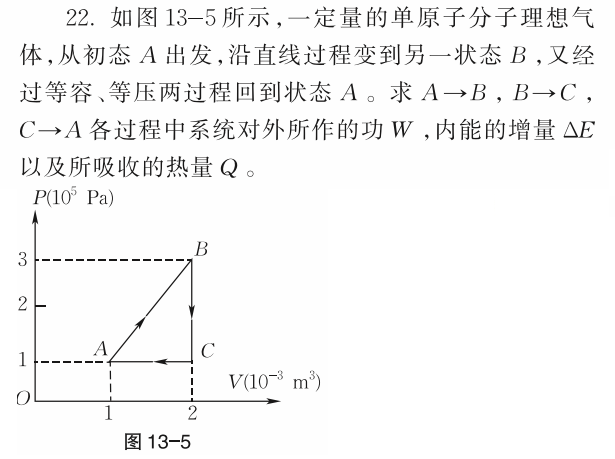 22. 如图 13-5 所示,一定量的单原子分子理想气
体,从初态 A 出发,沿直线过程变到另一状态 B ,又经
过等容、等压两过程回到状态 A 。求 A→B , B→C ,
C→A 各过程中系统对外所作的功 W ,内能的增量 ΔE
以及所吸收的热量 Q 。
P(10⁵ Pa)
B
3
2
A
C
1
V(10⁻³ m³)
O
1
2
图 13-5